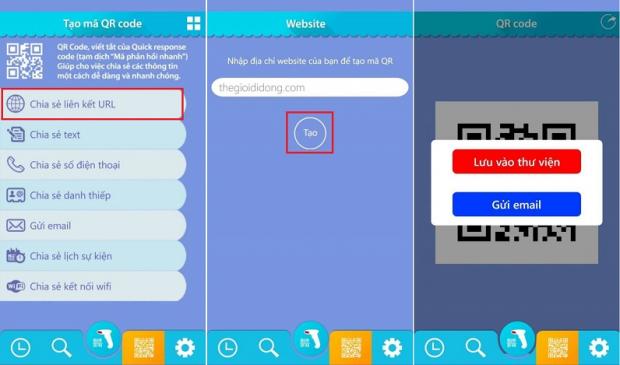 Tạo mã QR code
QR Code, viết tắt của Quick response
code (tạm dịch "Mã phản hồi nhanh")
Giúp cho việc chia sẻ các thông tin
một cách dễ dàng và nhanh chóng.
Chia sẻ liên kết URL
Chia sẻ text
Chia sẻ số điện thoại
Chia sẻ danh thiếp
Gửi email
Chia sẻ lịch sự kiện
Chia sẻ kết nối wifi
Website
Nhập địa chỉ website của bạn để tạo mã QR
thegioididong.com
Tạo
QR code
Lưu vào thư viện
Gửi email